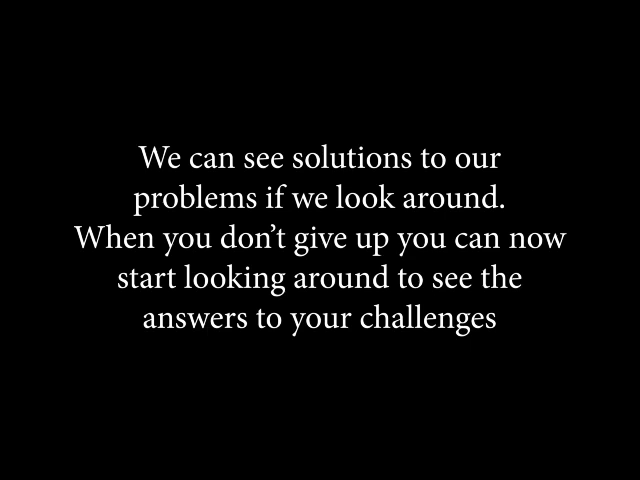 We can see solutions to our
problems if we look around.
When you don’t give up you can now
start looking around to see the
answers to your challenges